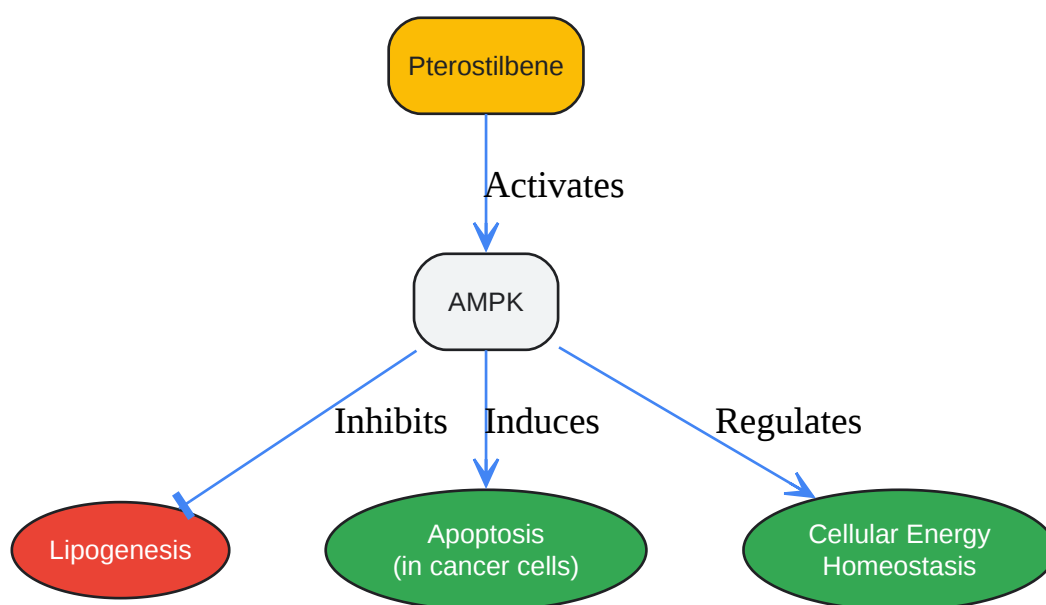 Pterostilbene
Activates
AMPK
Inhibits
Induces
Regulates
Lipogenesis
Apoptosis
(in cancer cells)
Cellular Energy
Homeostasis